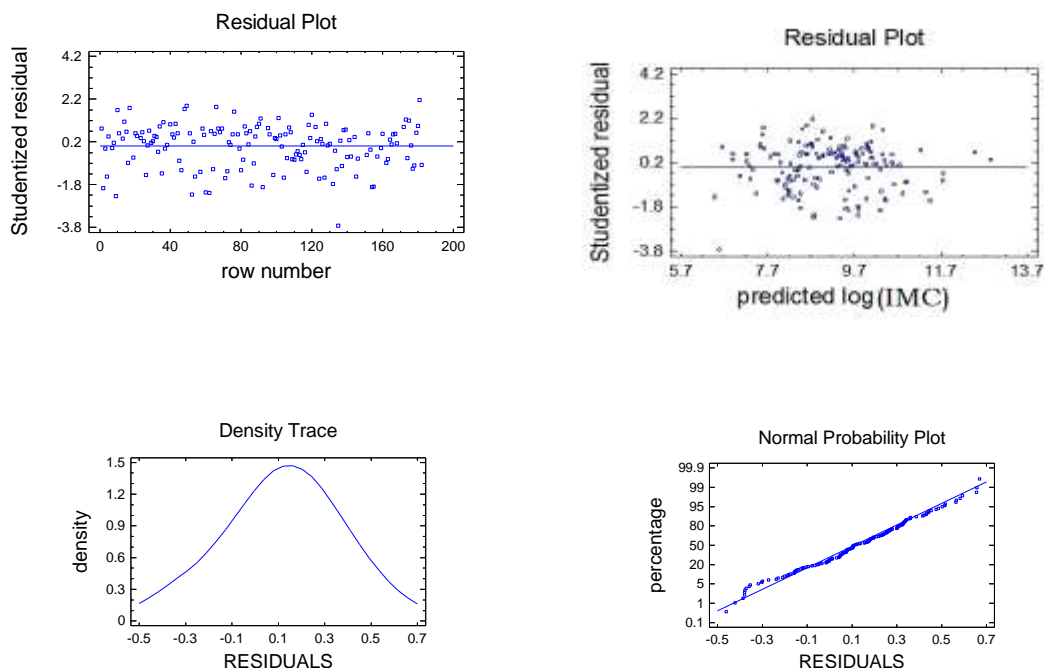 Residual Plot
Studentized residual
4.2
2.2
0.2
-1.8
-3.8
0 40 80 120 160 200
row number
Residual Plot
Studentized residual
4.2
2.2
0.2
-1.8
-3.8
5.7 7.7 9.7 11.7 13.7
predicted log(IMC)
Density Trace
density
1.5
1.2
0.9
0.6
0.3
0
-0.5 -0.3 -0.1 0.1 0.3 0.5 0.7
RESIDUALS
Normal Probability Plot
percentage
99.9
99
95
80
50
20
5
1
0.1
-0.5 -0.3 -0.1 0.1 0.3 0.5 0.7
RESIDUALS